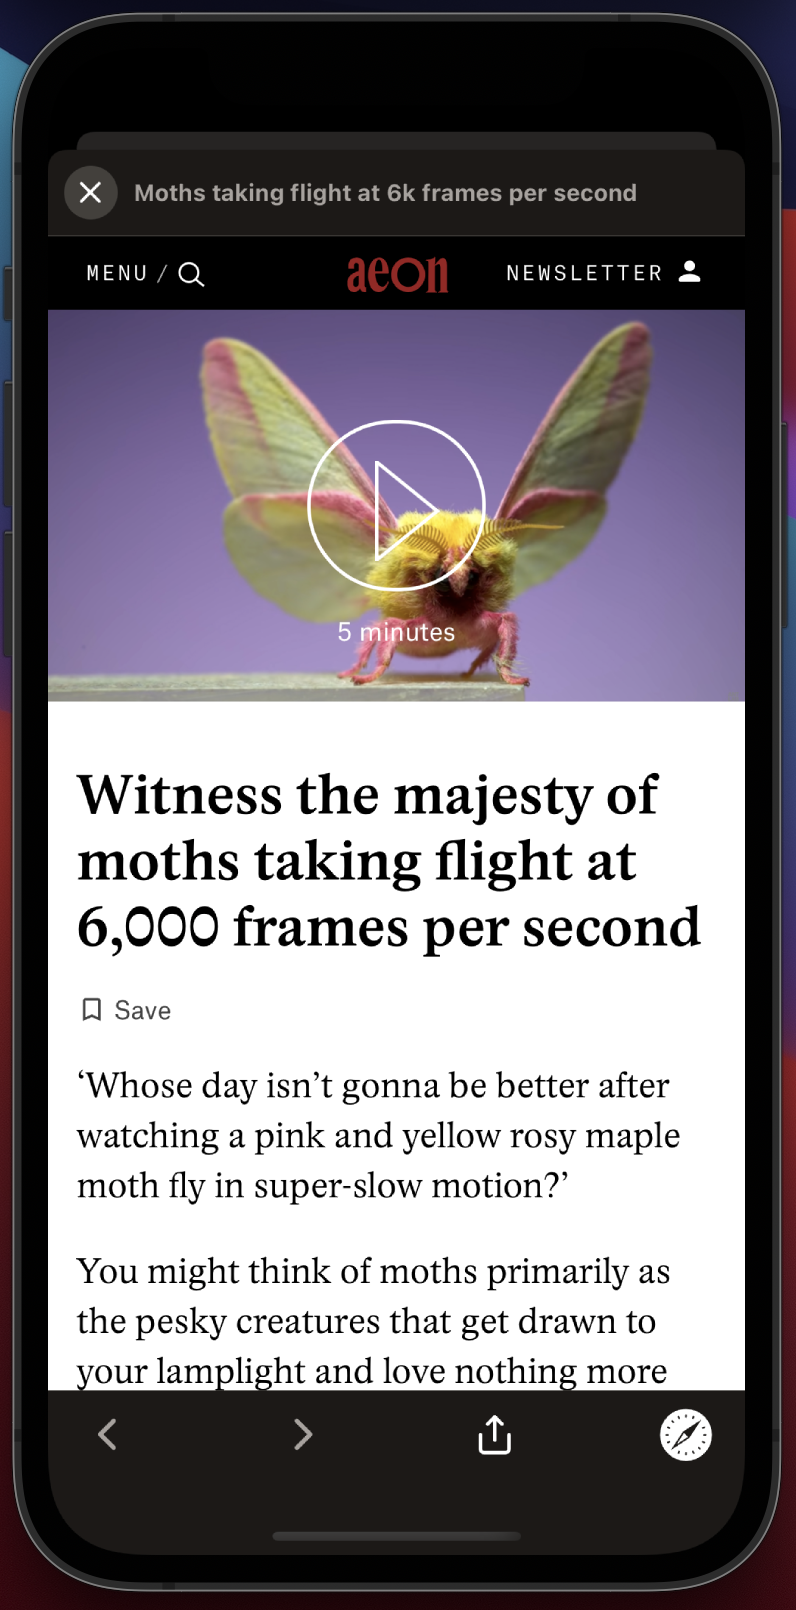 Moths taking flight at 6k frames per second
MENU / aeon NEWSLETTER
5 minutes
Witness the majesty of
moths taking flight at
6,000 frames per second
Save
‘Whose day isn’t gonna be better after
watching a pink and yellow rosy maple
moth fly in super-slow motion?’
You might think of moths primarily as
the pesky creatures that get drawn to
your lamplight and love nothing more